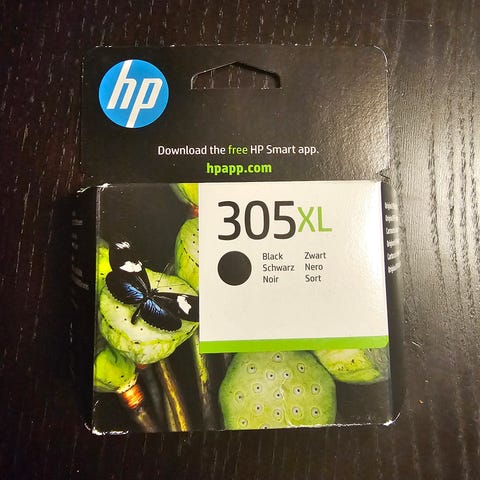 hp
Download the free HP Smart app.
hpapp.com
305XL
Black Zwart
Schwarz Nero
Noir Sort